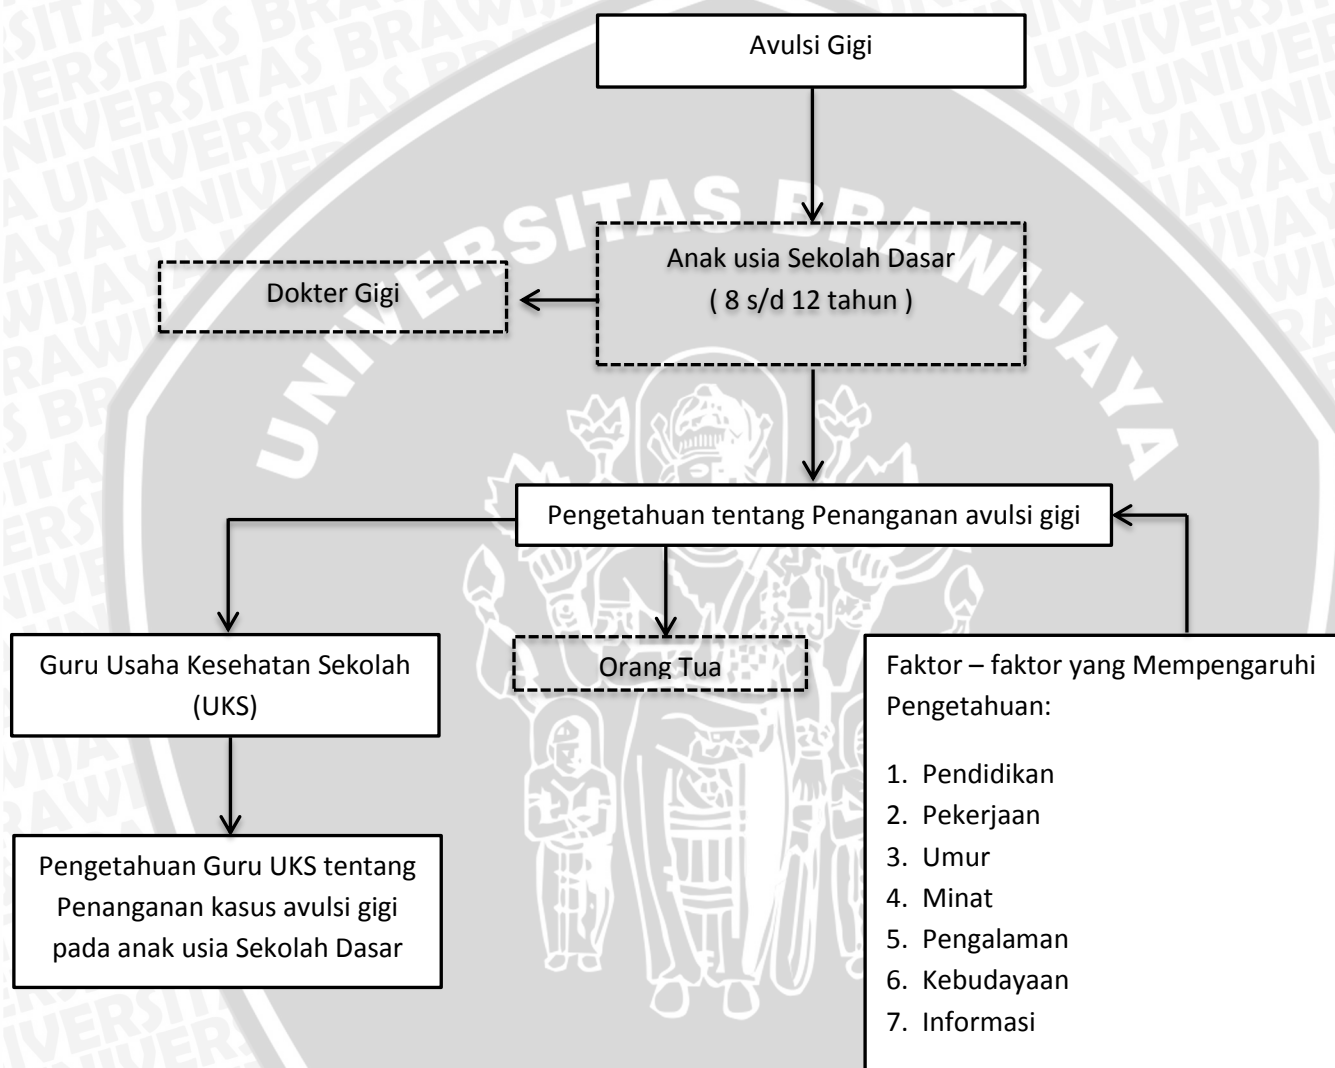 Avulsi Gigi
UNIVERSITAS BRAWIJAYA
Anak usia Sekolah Dasar
( 8 s/d 12 tahun )
Dokter Gigi
Pengetahuan tentang Penanganan avulsi gigi
Guru Usaha Kesehatan Sekolah
(UKS)
Orang Tua
Faktor – faktor yang Mempengaruhi
Pengetahuan:
1. Pendidikan
2. Pekerjaan
3. Umur
4. Minat
5. Pengalaman
6. Kebudayaan
7. Informasi
Pengetahuan Guru UKS tentang
Penanganan kasus avulsi gigi
pada anak usia Sekolah Dasar